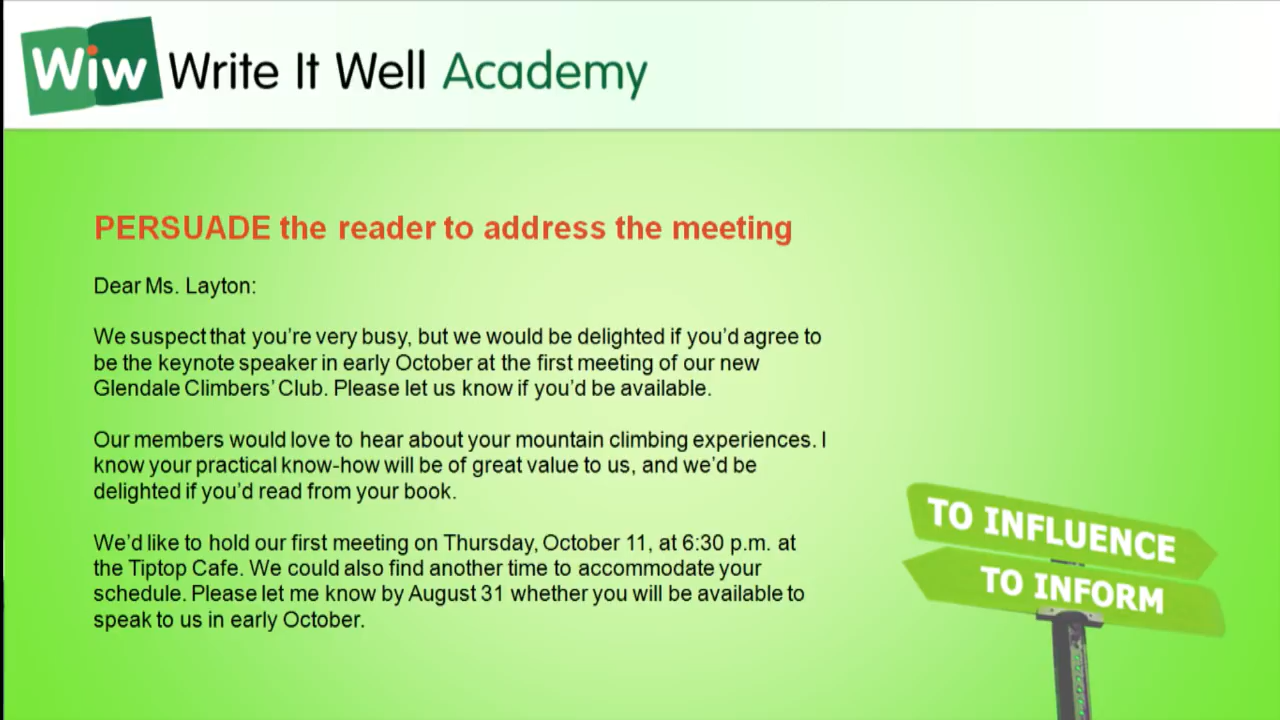 Wiw Write It Well Academy
PERSUADE the reader to address the meeting
Dear Ms. Layton:
We suspect that you’re very busy, but we would be delighted if you’d agree to
be the keynote speaker in early October at the first meeting of our new
Glendale Climbers’ Club. Please let us know if you’d be available.
Our members would love to hear about your mountain climbing experiences. I
know your practical know-how will be of great value to us, and we’d be
delighted if you’d read from your book.
We’d like to hold our first meeting on Thursday, October 11, at 6:30 p.m. at
the Tiptop Cafe. We could also find another time to accommodate your
schedule. Please let me know by August 31 whether you will be available to
speak to us in early October.
TO INFLUENCE
TO INFORM